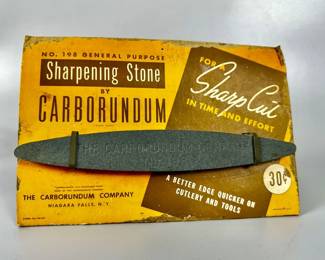 NO. 198 GENERAL PURPOSE
Sharpening Stone
BY
CARBORUNDUM
FOR
Sharp Cut
IN TIME AND EFFORT
THE CARBORUNDUM
A BETTER EDGE QUICKER ON
CUTLERY AND TOOLS
30¢
THE CARBORUNDUM COMPANY
NIAGARA FALLS, N. Y.